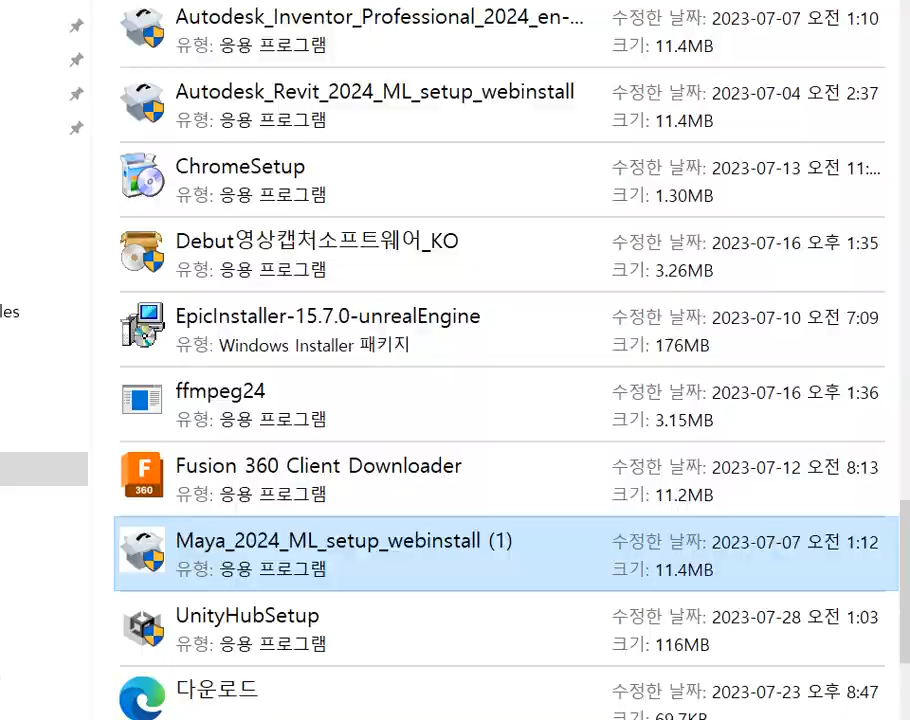 Autodesk_Inventor_Professional_2024_en-...
수정한 날짜: 2023-07-07 오전 1:10
유형: 응용 프로그램
크기: 11.4MB
Autodesk_Revit_2024_ML_setup_webinstall
수정한 날짜: 2023-07-04 오전 2:37
유형: 응용 프로그램
크기: 11.4MB
ChromeSetup
수정한 날짜: 2023-07-13 오전 11:...
유형: 응용 프로그램
크기: 1.30MB
Debut영상캡처소프트웨어_KO
수정한 날짜: 2023-07-16 오후 1:35
유형: 응용 프로그램
크기: 3.26MB
les
EpicInstaller-15.7.0-unrealEngine
수정한 날짜: 2023-07-10 오전 7:09
유형: Windows Installer 패키지
크기: 176MB
ffmpeg24
수정한 날짜: 2023-07-16 오후 1:36
유형: 응용 프로그램
크기: 3.15MB
F
360
Fusion 360 Client Downloader
수정한 날짜: 2023-07-12 오전 8:13
유형: 응용 프로그램
크기: 11.2MB
Maya_2024_ML_setup_webinstall (1)
수정한 날짜: 2023-07-07 오전 1:12
유형: 응용 프로그램
크기: 11.4MB
UnityHubSetup
수정한 날짜: 2023-07-28 오전 1:03
유형: 응용 프로그램
크기: 116MB
다운로드
수정한 날짜: 2023-07-23 오후 8:47
크기: 69.7KB